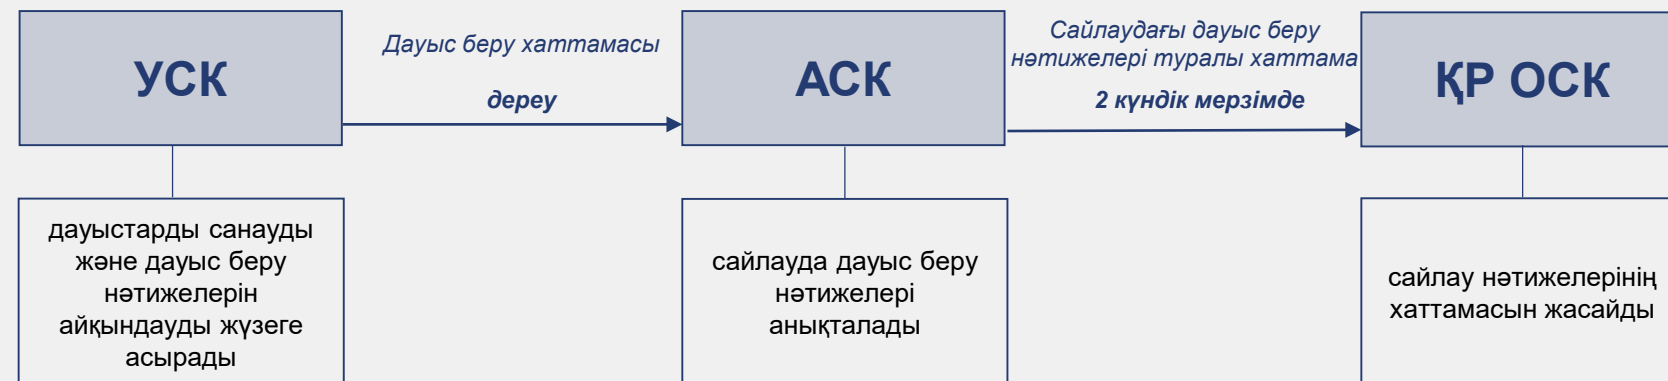 УСК
Дауыс беру хаттамасы
дереу
АСК
Сайлаудағы дауыс беру
нәтижелері туралы хаттама
2 күндік мерзімде
ҚР ОСК
дауыстарды санауды
және дауыс беру
нәтижелерін
айқындауды жүзеге
асырады
сайлауда дауыс беру
нәтижелері
анықталады
сайлау нәтижелерінің
хаттамасын жасайды